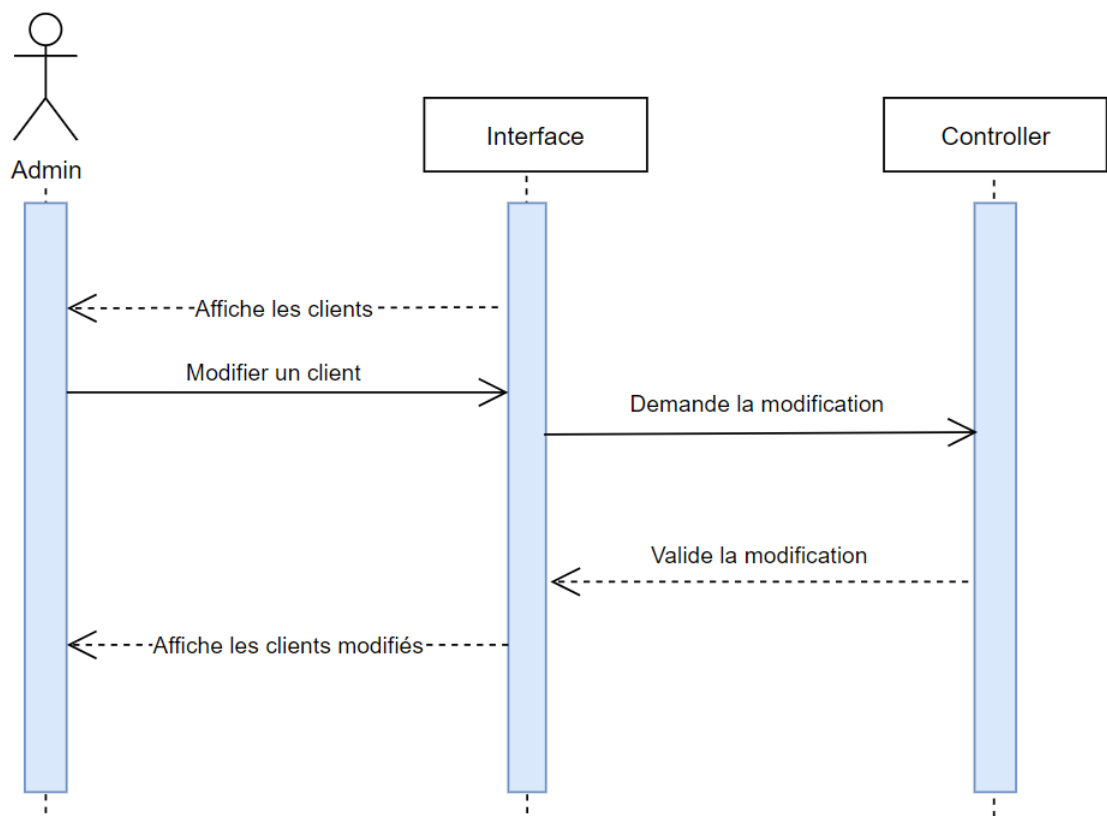 Admin
Interface
Controller
Affiche les clients
Modifier un client
Demande la modification
Valide la modification
Affiche les clients modifiés